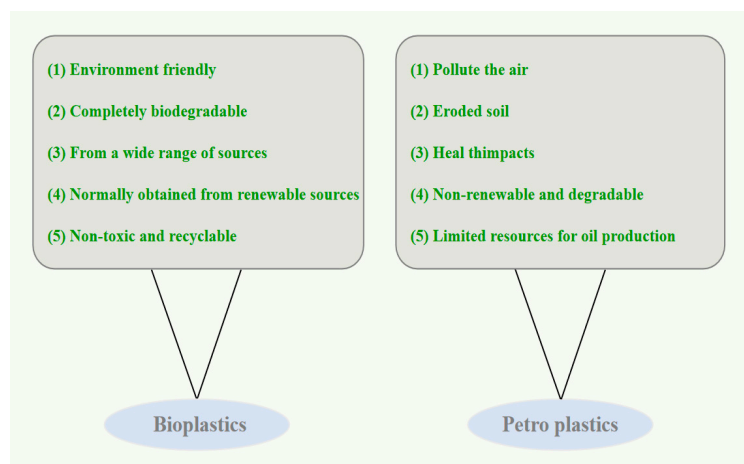 (1) Environment friendly
(2) Completely biodegradable
(3) From a wide range of sources
(4) Normally obtained from renewable sources
(5) Non-toxic and recyclable
Bioplastics
(1) Pollute the air
(2) Eroded soil
(3) Heal thimpacts
(4) Non-renewable and degradable
(5) Limited resources for oil production
Petro plastics